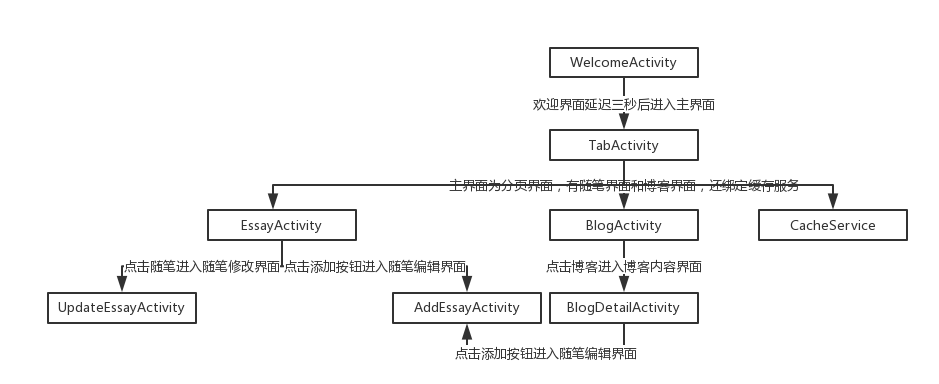 WelcomeActivity
欢迎界面延迟三秒后进入主界面
TabActivity
主界面为分页界面，有随笔界面和博客界面，还绑定缓存服务
EssayActivity
BlogActivity
CacheService
点击随笔进入随笔修改界面
点击添加按钮进入随笔编辑界面
点击博客进入博客内容界面
UpdateEssayActivity
AddEssayActivity
BlogDetailActivity
点击添加按钮进入随笔编辑界面